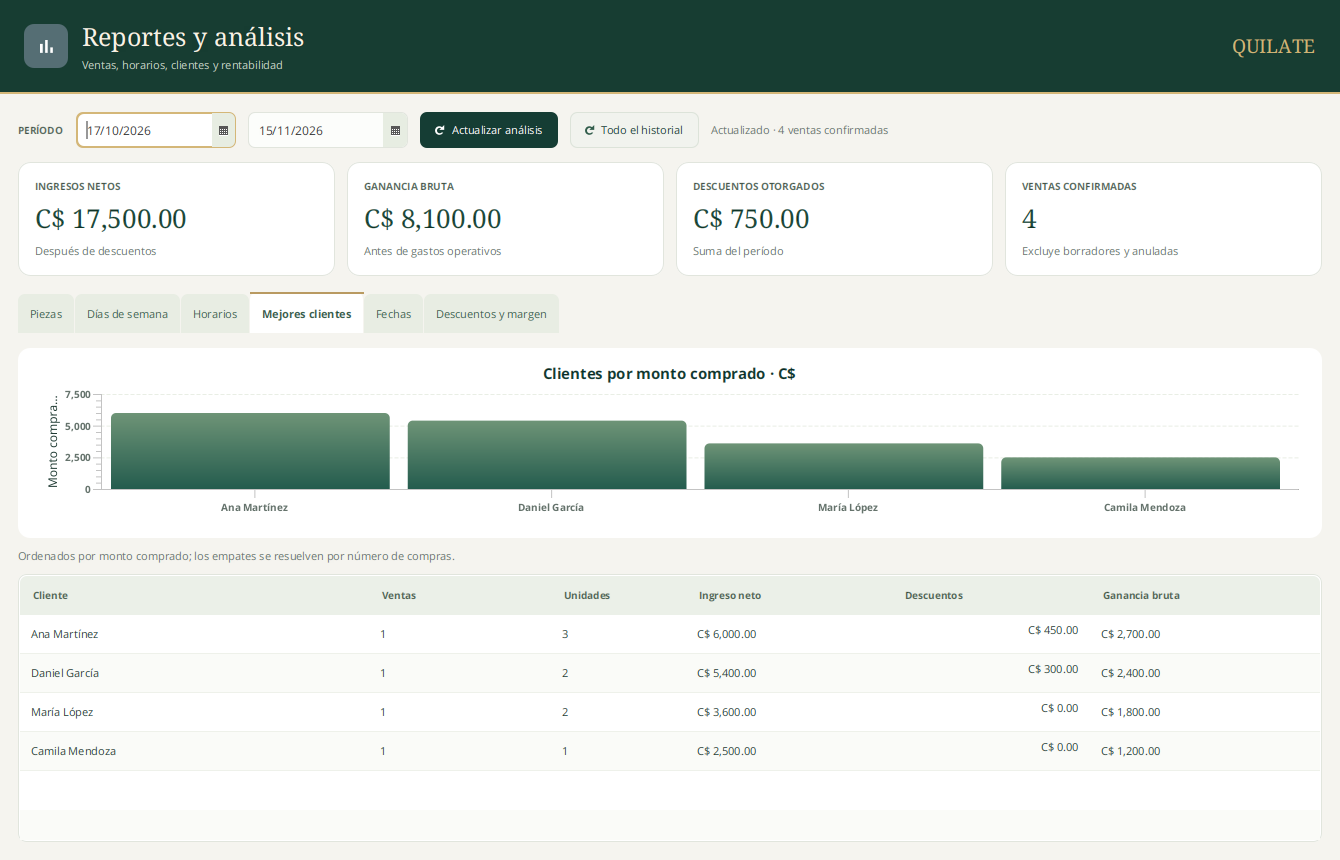 Reportes y análisis
Ventas, horarios, clientes y rentabilidad
QUILATE
PERÍODO 17/10/2026 15/11/2026 Actualizar análisis Todo el historial Actualizado · 4 ventas confirmadas
INGRESOS NETOS
C$ 17,500.00
Después de descuentos
GANANCIA BRUTA
C$ 8,100.00
Antes de gastos operativos
DESCUENTOS OTORGADOS
C$ 750.00
Suma del período
VENTAS CONFIRMADAS
4
Excluye borradores y anuladas
Piezas Días de semana Horarios Mejores clientes Fechas Descuentos y margen
Clientes por monto comprado · C$
Monto compra...
7,500
5,000
2,500
0
Ana Martínez Daniel García María López Camila Mendoza
Ordenados por monto comprado; los empates se resuelven por número de compras.
Cliente Ventas Unidades Ingreso neto Descuentos Ganancia bruta
Ana Martínez 1 3 C$ 6,000.00 C$ 450.00 C$ 2,700.00
Daniel García 1 2 C$ 5,400.00 C$ 300.00 C$ 2,400.00
María López 1 2 C$ 3,600.00 C$ 0.00 C$ 1,800.00
Camila Mendoza 1 1 C$ 2,500.00 C$ 0.00 C$ 1,200.00